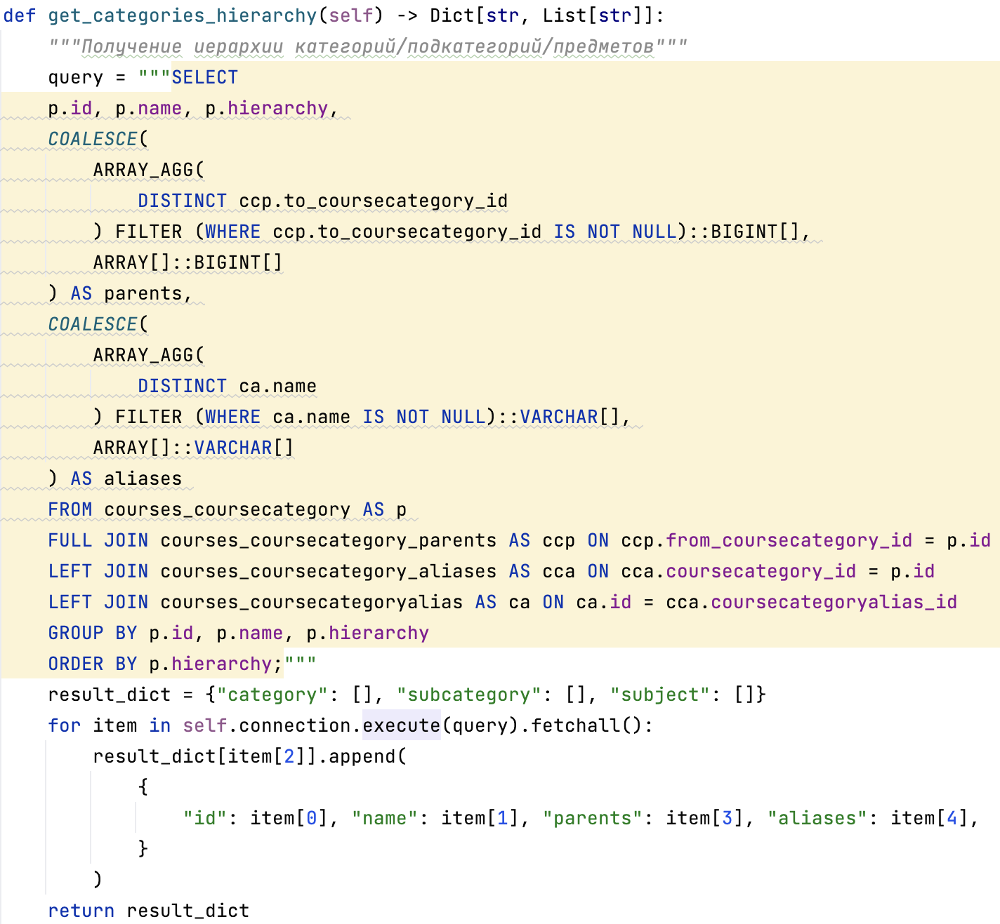 def get_categories_hierarchy(self) -> Dict[str, List[str]]:
    """Получение иерархии категорий/подкатегорий/предметов"""
    query = """SELECT
    p.id, p.name, p.hierarchy,
    COALESCE(
        ARRAY_AGG(
            DISTINCT ccp.to_coursecategory_id
        ) FILTER (WHERE ccp.to_coursecategory_id IS NOT NULL)::BIGINT[],
        ARRAY[]::BIGINT[]
    ) AS parents,
    COALESCE(
        ARRAY_AGG(
            DISTINCT ca.name
        ) FILTER (WHERE ca.name IS NOT NULL)::VARCHAR[],
        ARRAY[]::VARCHAR[]
    ) AS aliases
    FROM courses_coursecategory AS p
    FULL JOIN courses_coursecategory_parents AS ccp ON ccp.from_coursecategory_id = p.id
    LEFT JOIN courses_coursecategory_aliases AS cca ON cca.coursecategory_id = p.id
    LEFT JOIN courses_coursecategoryalias AS ca ON ca.id = cca.coursecategoryalias_id
    GROUP BY p.id, p.name, p.hierarchy
    ORDER BY p.hierarchy;"""
    result_dict = {"category": [], "subcategory": [], "subject": []}
    for item in self.connection.execute(query).fetchall():
        result_dict[item[2]].append(
            {
                "id": item[0], "name": item[1], "parents": item[3], "aliases": item[4],
            }
        )
    return result_dict